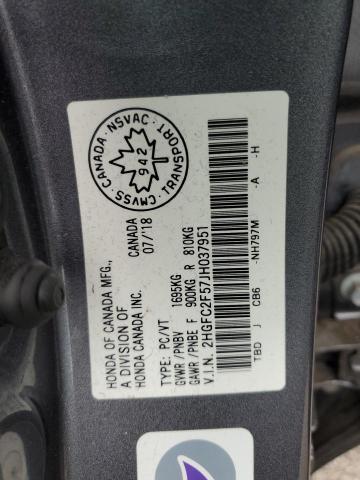 HONDA OF CANADA MFG.,
A DIVISION OF
HONDA CANADA INC.
CANADA
07/'18
CMVSS · CANADA · NSVAC · TRANSPORT
942
TYPE: PC/VT
GVWR /PNBV 1695KG
GAWR /PNBE F 900KG R 810KG
V.I.N. 2HGFC2F57JH037951
TBD J CB6 -NH797M -A -H